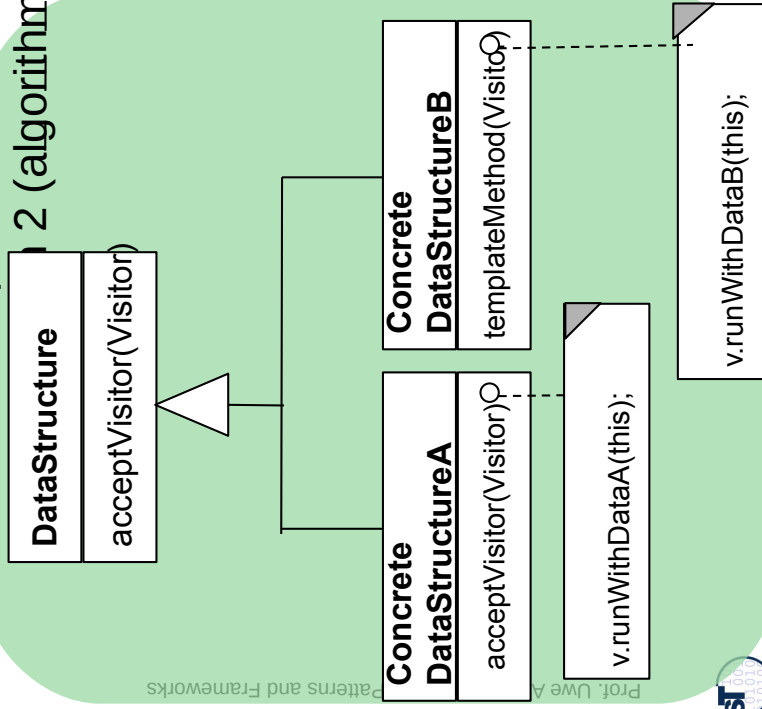 2 (algorithm
DataStructure
acceptVisitor(Visitor)
Concrete
DataStructureA
acceptVisitor(Visitor)
v.runWithDataA(this);
Concrete
DataStructureB
templateMethod(Visitor)
v.runWithDataB(this);
Prof. Uwe A
Patterns and Frameworks
ST